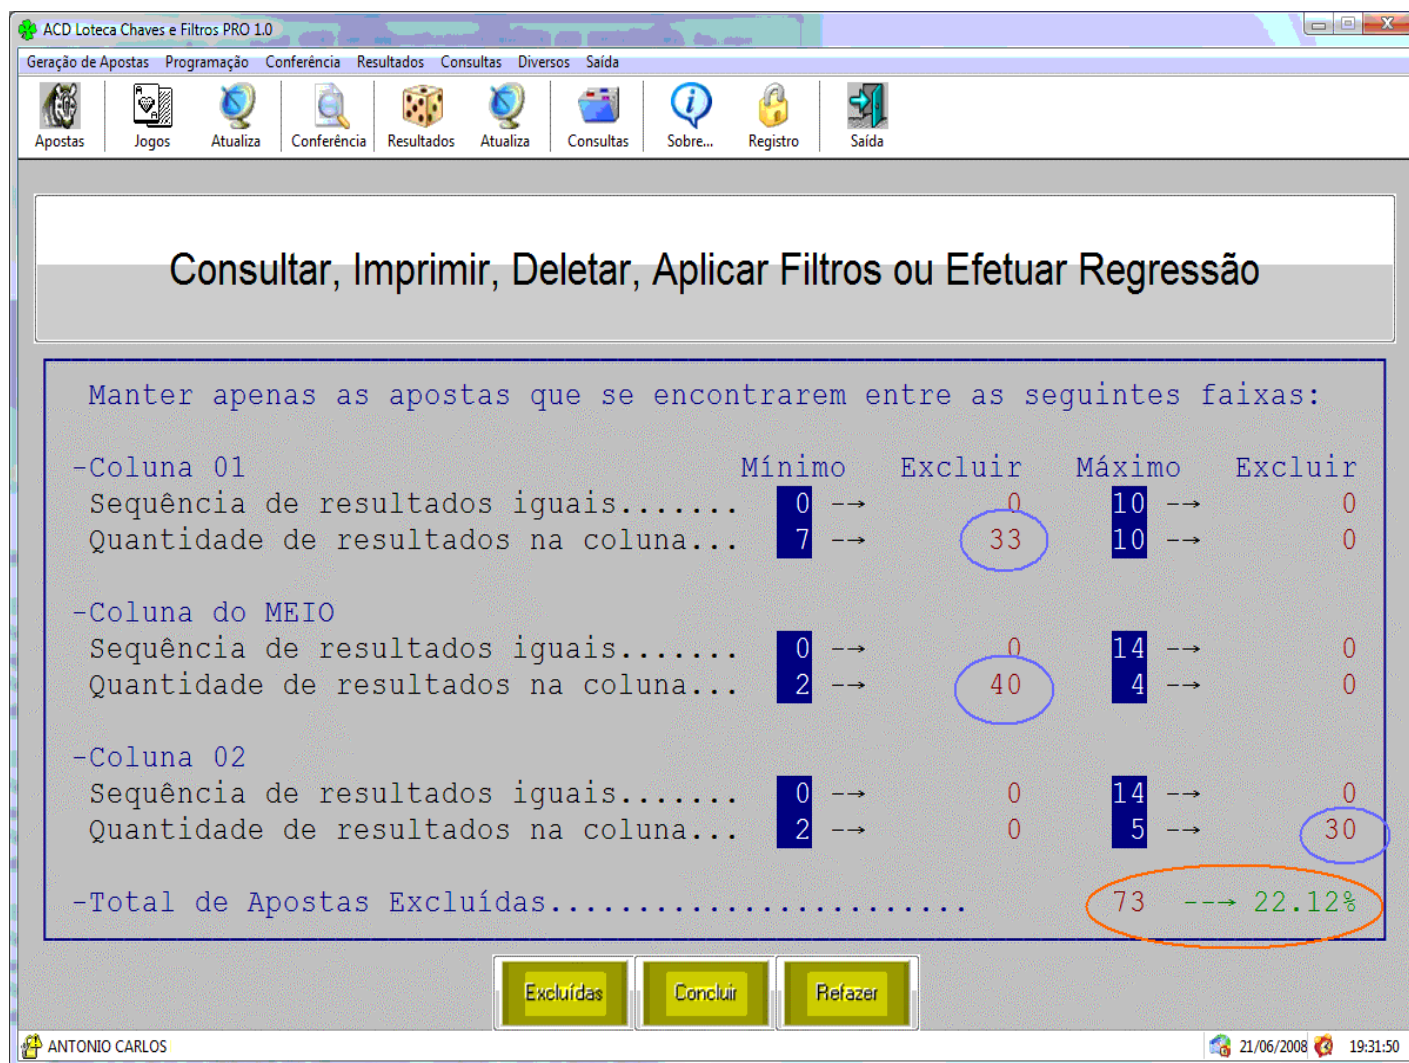 ACD Loteca Chaves e Filtros PRO 1.0
Geração de Apostas Programação Conferência Resultados Consultas Diversos Saída
Apostas Jogos Atualiza Conferência Resultados Atualiza Consultas Sobre... Registro Saída
Consultar, Imprimir, Deletar, Aplicar Filtros ou Efetuar Regressão
Manter apenas as apostas que se encontrarem entre as seguintes faixas:
-Coluna 01 Mínimo Excluir Máximo Excluir
Sequência de resultados iguais....... 0 --→ 0 10 --→ 0
Quantidade de resultados na coluna... 7 --→ 33 10 --→ 0
-Coluna do MEIO
Sequência de resultados iguais....... 0 --→ 0 14 --→ 0
Quantidade de resultados na coluna... 2 --→ 40 4 --→ 0
-Coluna 02
Sequência de resultados iguais....... 0 --→ 0 14 --→ 0
Quantidade de resultados na coluna... 2 --→ 0 5 --→ 30
-Total de Apostas Excluídas........................ 73 ---→ 22.12%
Excluídas Concluir Refazer
ANTONIO CARLOS 21/06/2008 19:31:50